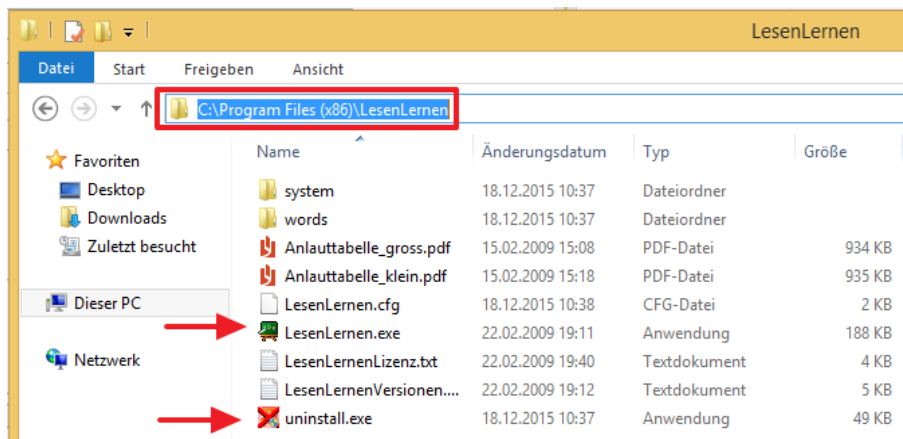 LesenLernen
Datei Start Freigeben Ansicht
C:\Program Files (x86)\LesenLernen
Name Änderungsdatum Typ Größe
Favoriten
Desktop
Downloads
Zuletzt besucht
Dieser PC
Netzwerk
system 18.12.2015 10:37 Dateiordner
words 18.12.2015 10:37 Dateiordner
Anlauttabelle_gross.pdf 15.02.2009 15:08 PDF-Datei 934 KB
Anlauttabelle_klein.pdf 15.02.2009 15:18 PDF-Datei 935 KB
LesenLernen.cfg 18.12.2015 10:38 CFG-Datei 2 KB
LesenLernen.exe 22.02.2009 19:11 Anwendung 188 KB
LesenLernenLizenz.txt 22.02.2009 19:40 Textdokument 4 KB
LesenLernenVersionen.... 22.02.2009 19:12 Textdokument 5 KB
uninstall.exe 18.12.2015 10:37 Anwendung 49 KB